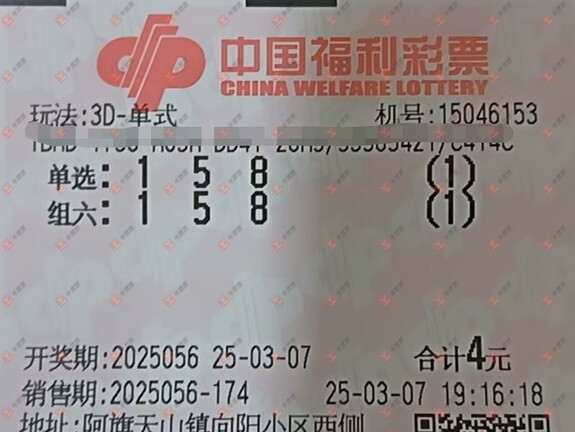 中国福利彩票
CHINA WELFARE LOTTERY
玩法:3D-单式 机号:15046153
单选: 1 5 8 (1)
组六: 1 5 8 (1)
开奖期:2025056 25-03-07 合计4元
销售期:2025056-174 25-03-07 19:16:18
地址:阿旗天山镇向阳小区西侧